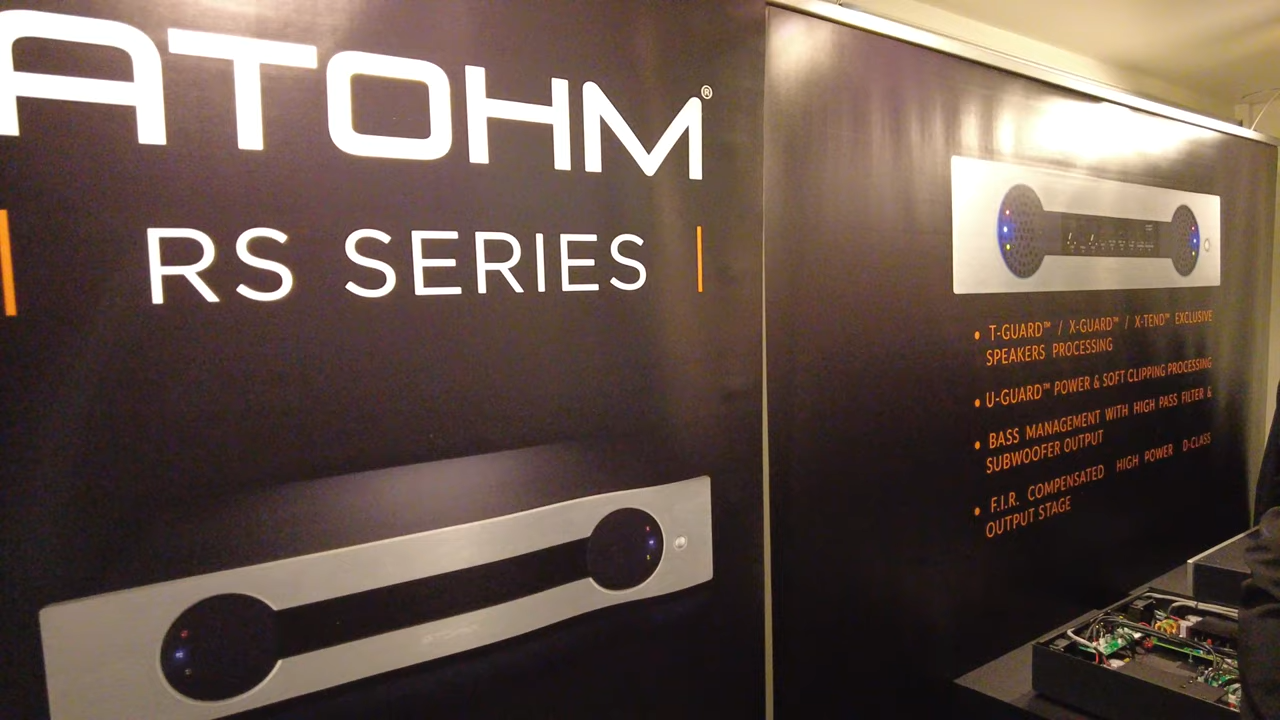 ATOHM®
RS SERIES
• T-GUARD™ / X-GUARD™ / X-TEND™ EXCLUSIVE
SPEAKERS PROCESSING
• U-GUARD™ POWER & SOFT CLIPPING PROCESSING
• BASS MANAGEMENT WITH HIGH PASS FILTER &
SUBWOOFER OUTPUT
• F.I.R. COMPENSATED HIGH POWER D-CLASS
OUTPUT STAGE
ATOHM